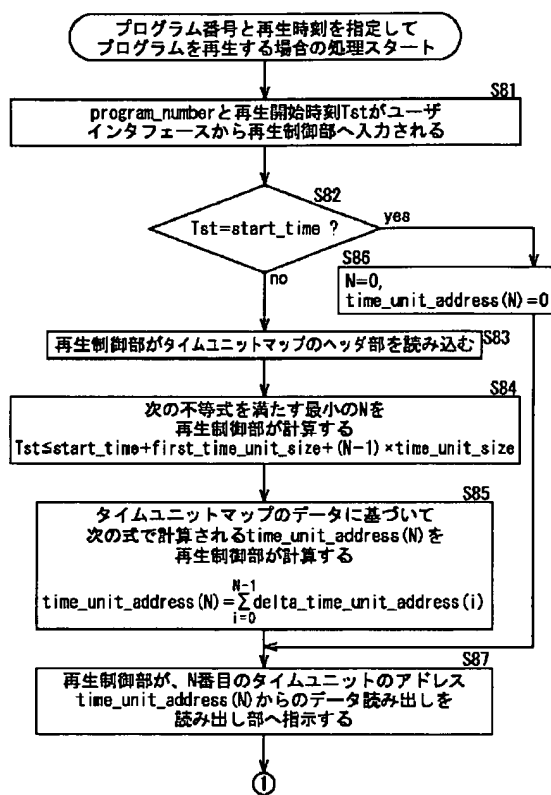 プログラム番号と再生時刻を指定して
プログラムを再生する場合の処理スタート
S81
program_numberと再生開始時刻Tstがユーザ
インタフェースから再生制御部へ入力される
S82
Tst=start_time ?
yes
no
S86
N=0,
time_unit_address(N)=0
再生制御部がタイムユニットマップのヘッダ部を読み込む
S83
S84
次の不等式を満たす最小のNを
再生制御部が計算する
Tst≦start_time+first_time_unit_size+(N-1)×time_unit_size
S85
タイムユニットマップのデータに基づいて
次の式で計算されるtime_unit_address(N)を
再生制御部が計算する
time_unit_address(N)=N-1Σi=0delta_time_unit_address(i)
S87
再生制御部が、N番目のタイムユニットのアドレス
time_unit_address(N)からのデータ読み出しを
読み出し部へ指示する
①